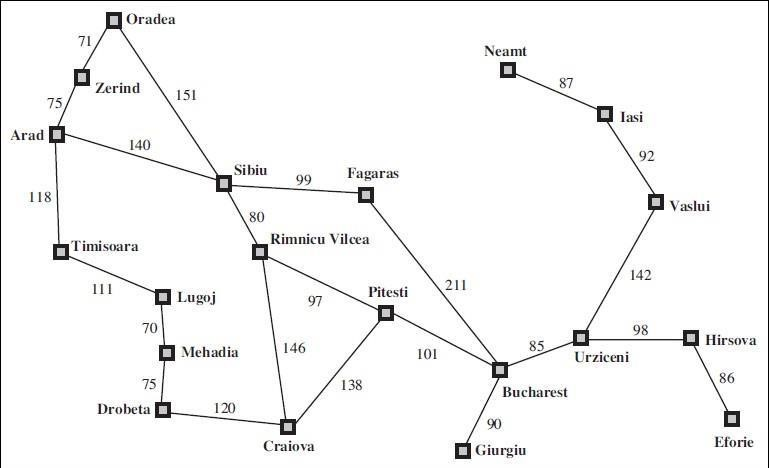 Oradea
71
Neamt
Zerind
87
75
151
Iasi
Arad
140
92
Sibiu
99
Fagaras
118
80
Vaslui
Timisoara
Rimnicu Vilcea
142
111
Lugoj
97
Pitesti
211
70
146
101
85
98
Hirsova
Mehadia
Urziceni
75
138
86
Bucharest
Drobeta
120
90
Craiova
Giurgiu
Eforie